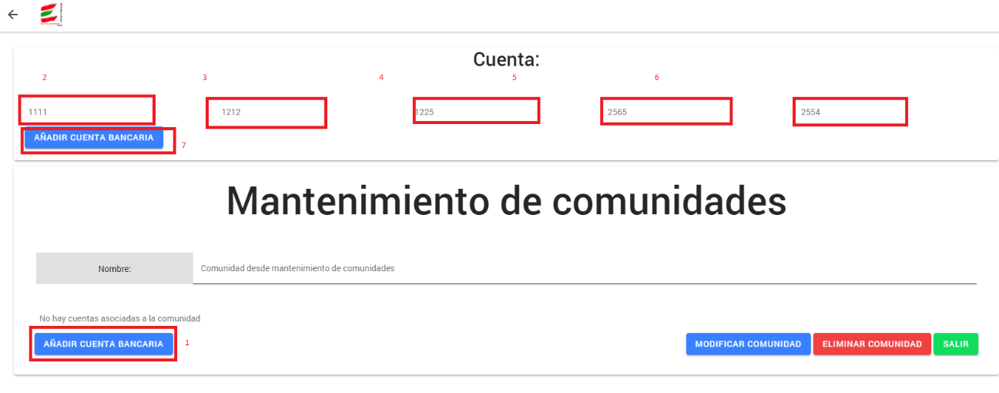 Cuenta:
2 3 4 5 6
1111 1212 1225 2565 2554
AÑADIR CUENTA BANCARIA 7
Mantenimiento de comunidades
Nombre: Comunidad desde mantenimiento de comunidades
No hay cuentas asociadas a la comunidad
AÑADIR CUENTA BANCARIA 1 MODIFICAR COMUNIDAD ELIMINAR COMUNIDAD SALIR